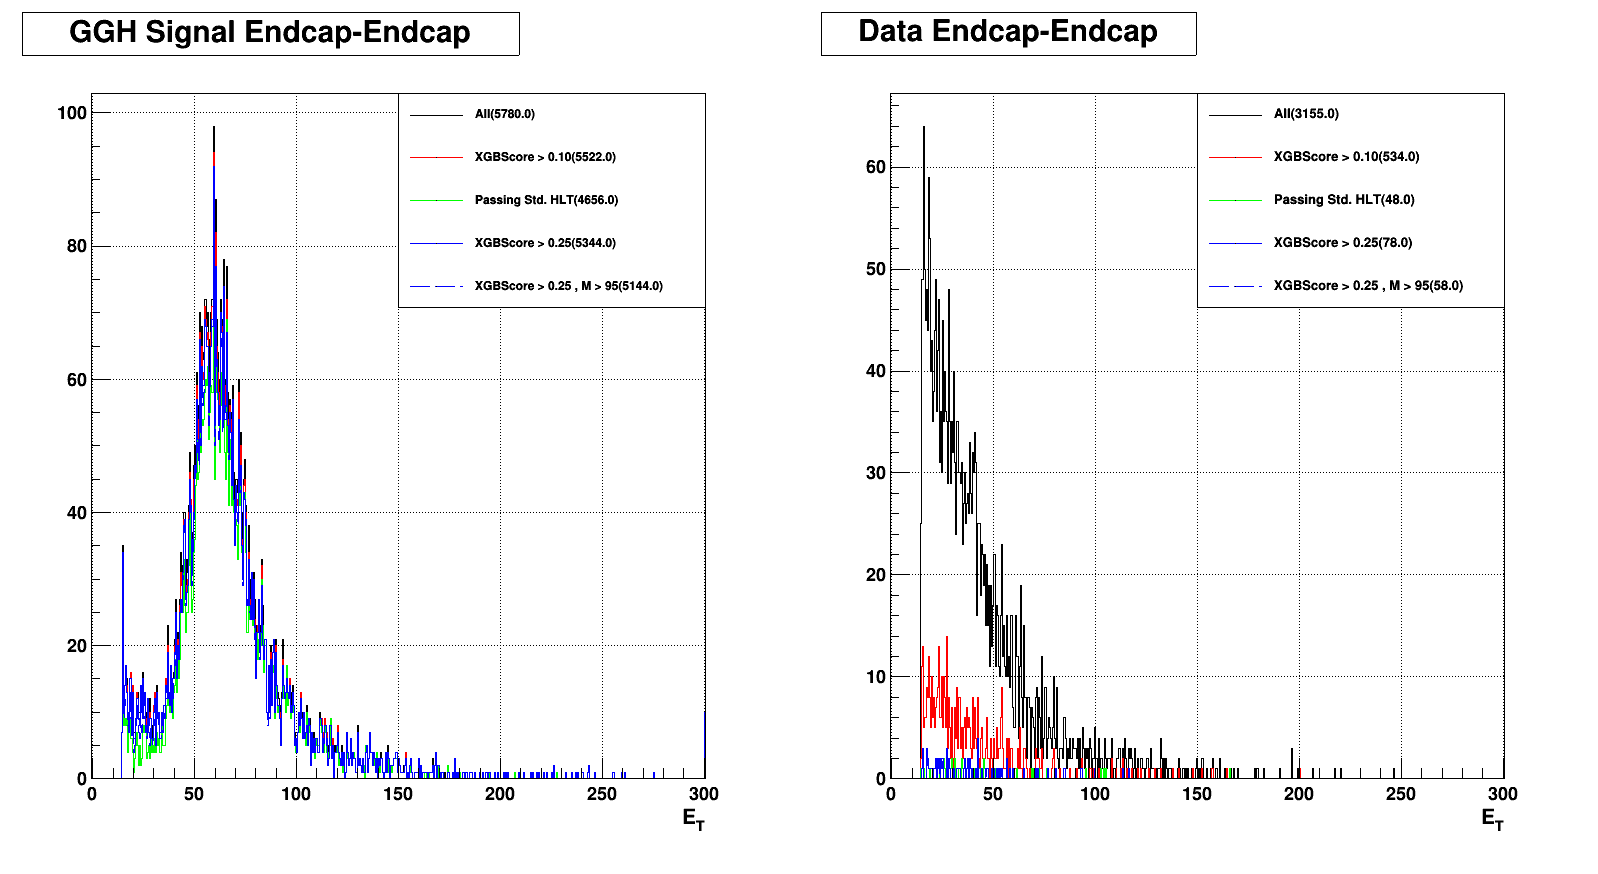 GGH Signal Endcap-Endcap
All(5780.0)
XGBScore > 0.10(5522.0)
Passing Std. HLT(4656.0)
XGBScore > 0.25(5344.0)
XGBScore > 0.25 , M > 95(5144.0)
100
80
60
40
20
0
0 50 100 150 200 250 300
E_T
Data Endcap-Endcap
All(3155.0)
XGBScore > 0.10(534.0)
Passing Std. HLT(48.0)
XGBScore > 0.25(78.0)
XGBScore > 0.25 , M > 95(58.0)
60
50
40
30
20
10
0
0 50 100 150 200 250 300
E_T